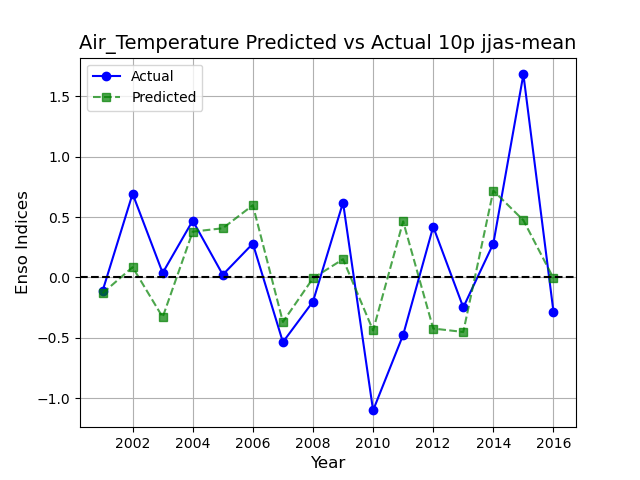 Air_Temperature Predicted vs Actual 10p jjas-mean
Actual
Predicted
1.5
1.0
0.5
0.0
−0.5
−1.0
Enso Indices
2002 2004 2006 2008 2010 2012 2014 2016
Year